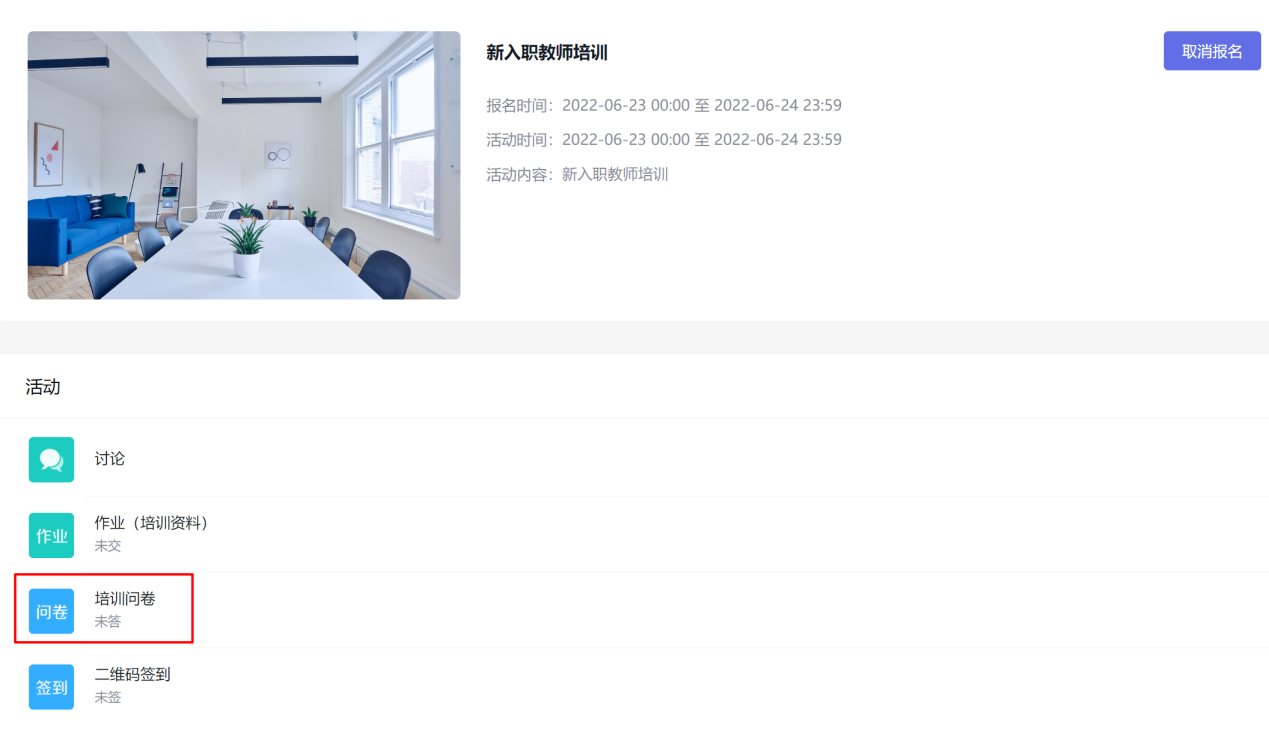 新入职教师培训
取消报名
报名时间：2022-06-23 00:00 至 2022-06-24 23:59
活动时间：2022-06-23 00:00 至 2022-06-24 23:59
活动内容：新入职教师培训
活动
讨论
作业
作业（培训资料）
未交
问卷
培训问卷
未答
签到
二维码签到
未签